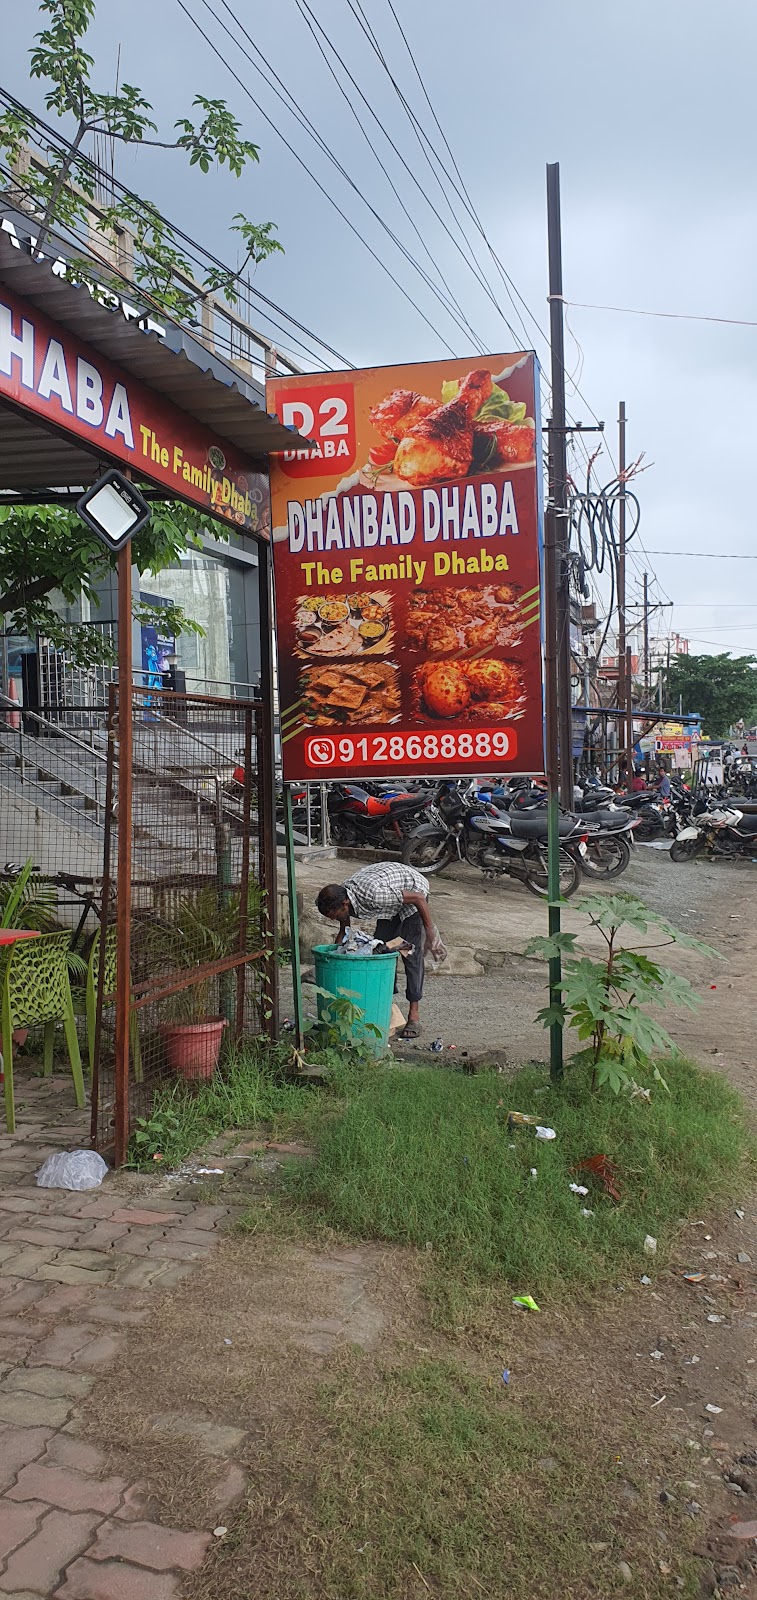 HABA
The Family Dhaba
D2
DHABA
DHANBAD DHABA
The Family Dhaba
9128688889